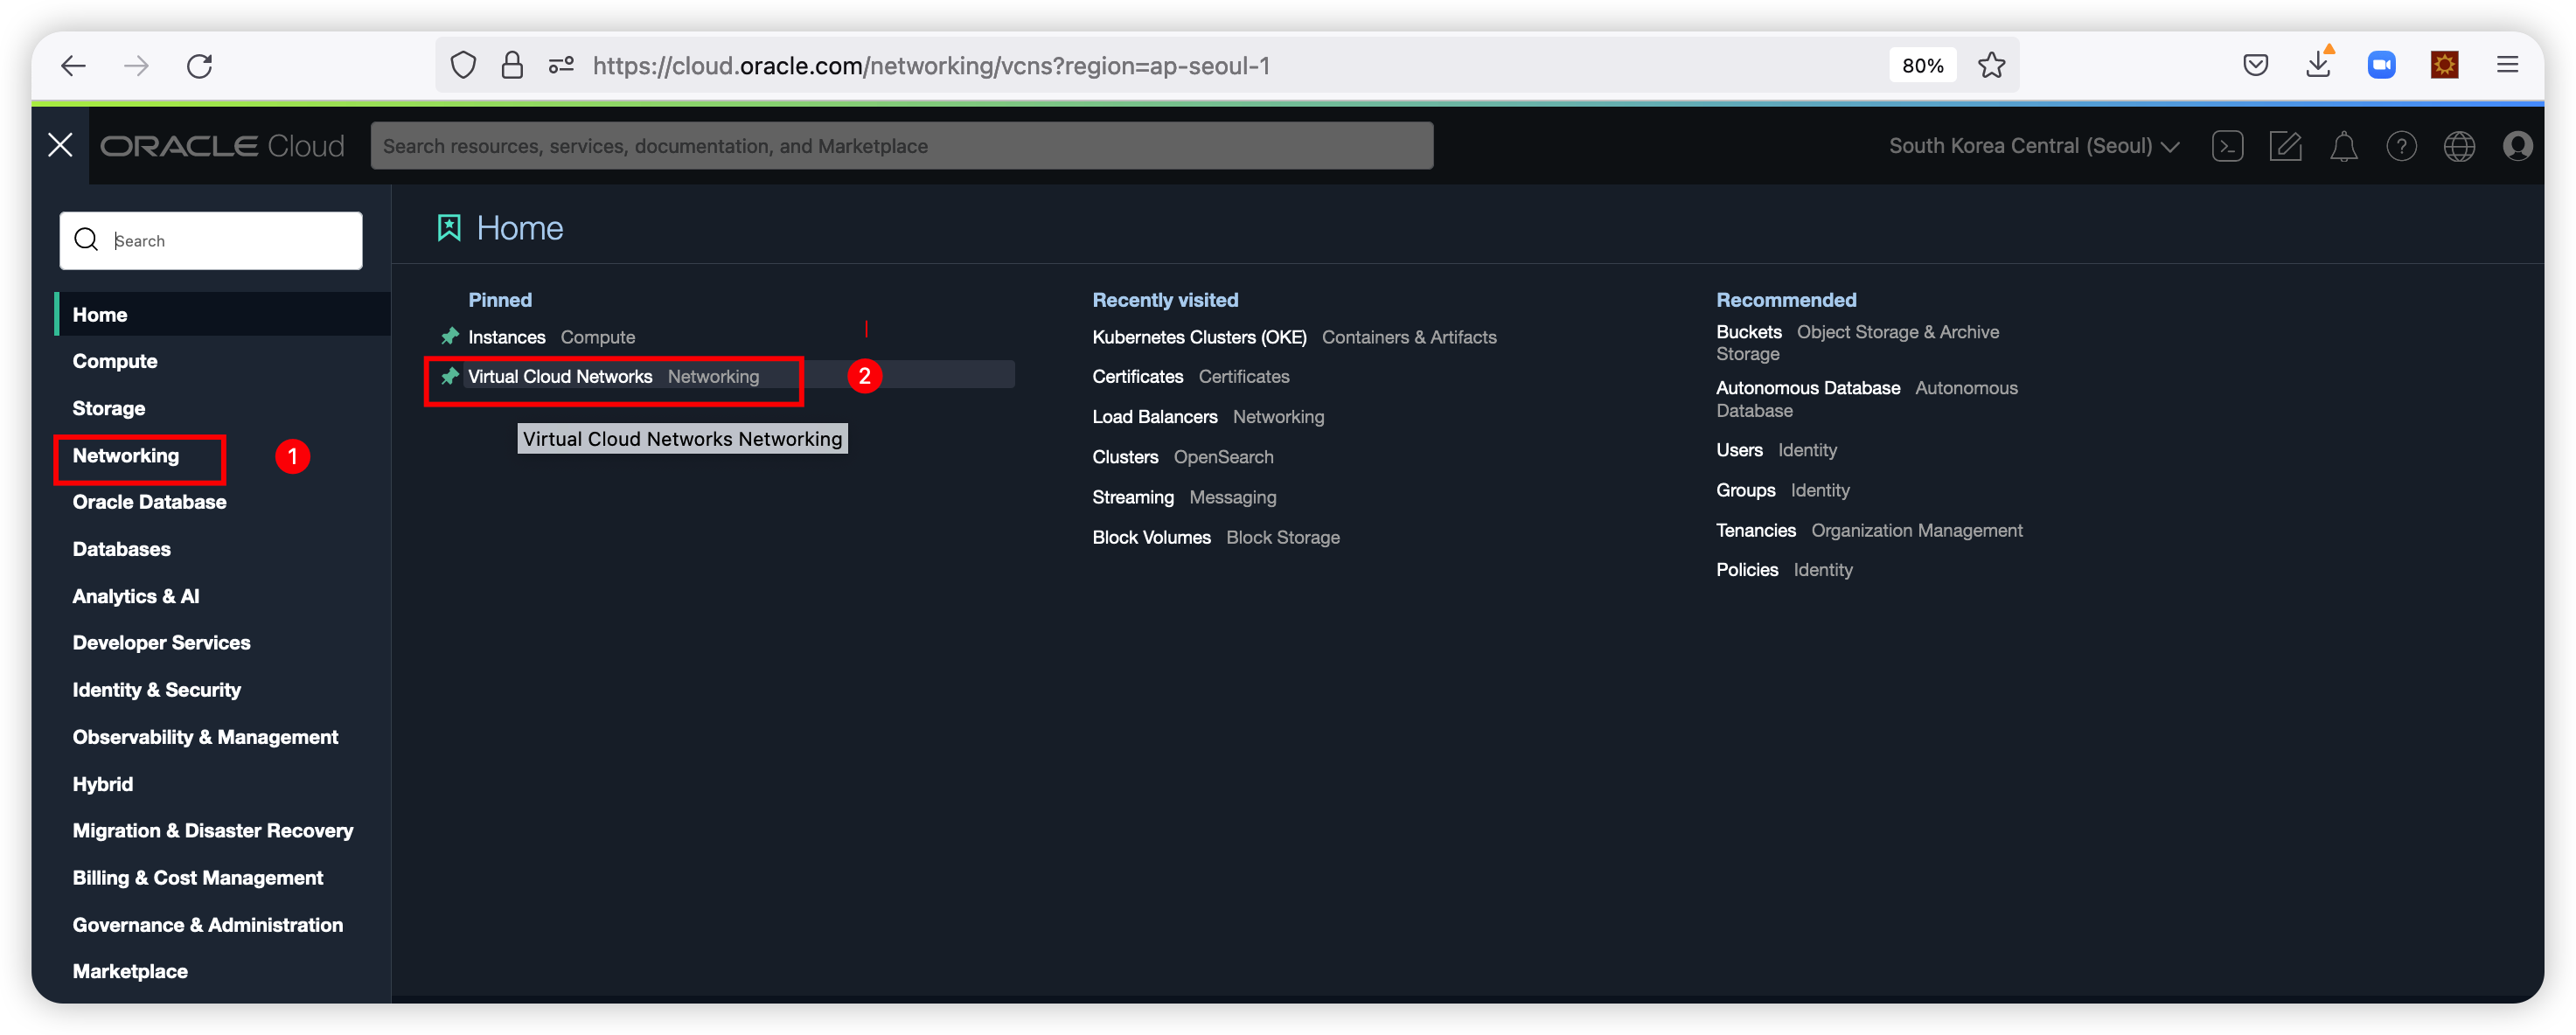 https://cloud.oracle.com/networking/vcns?region=ap-seoul-1
80%
ORACLE Cloud
Search resources, services, documentation, and Marketplace
South Korea Central (Seoul)
Search
Home
Compute
Storage
Networking
1
Oracle Database
Databases
Analytics & AI
Developer Services
Identity & Security
Observability & Management
Hybrid
Migration & Disaster Recovery
Billing & Cost Management
Governance & Administration
Marketplace
Home
Pinned
Instances Compute
Virtual Cloud Networks Networking
2
Virtual Cloud Networks Networking
Recently visited
Kubernetes Clusters (OKE) Containers & Artifacts
Certificates Certificates
Load Balancers Networking
Clusters OpenSearch
Streaming Messaging
Block Volumes Block Storage
Recommended
Buckets Object Storage & Archive
Storage
Autonomous Database Autonomous
Database
Users Identity
Groups Identity
Tenancies Organization Management
Policies Identity